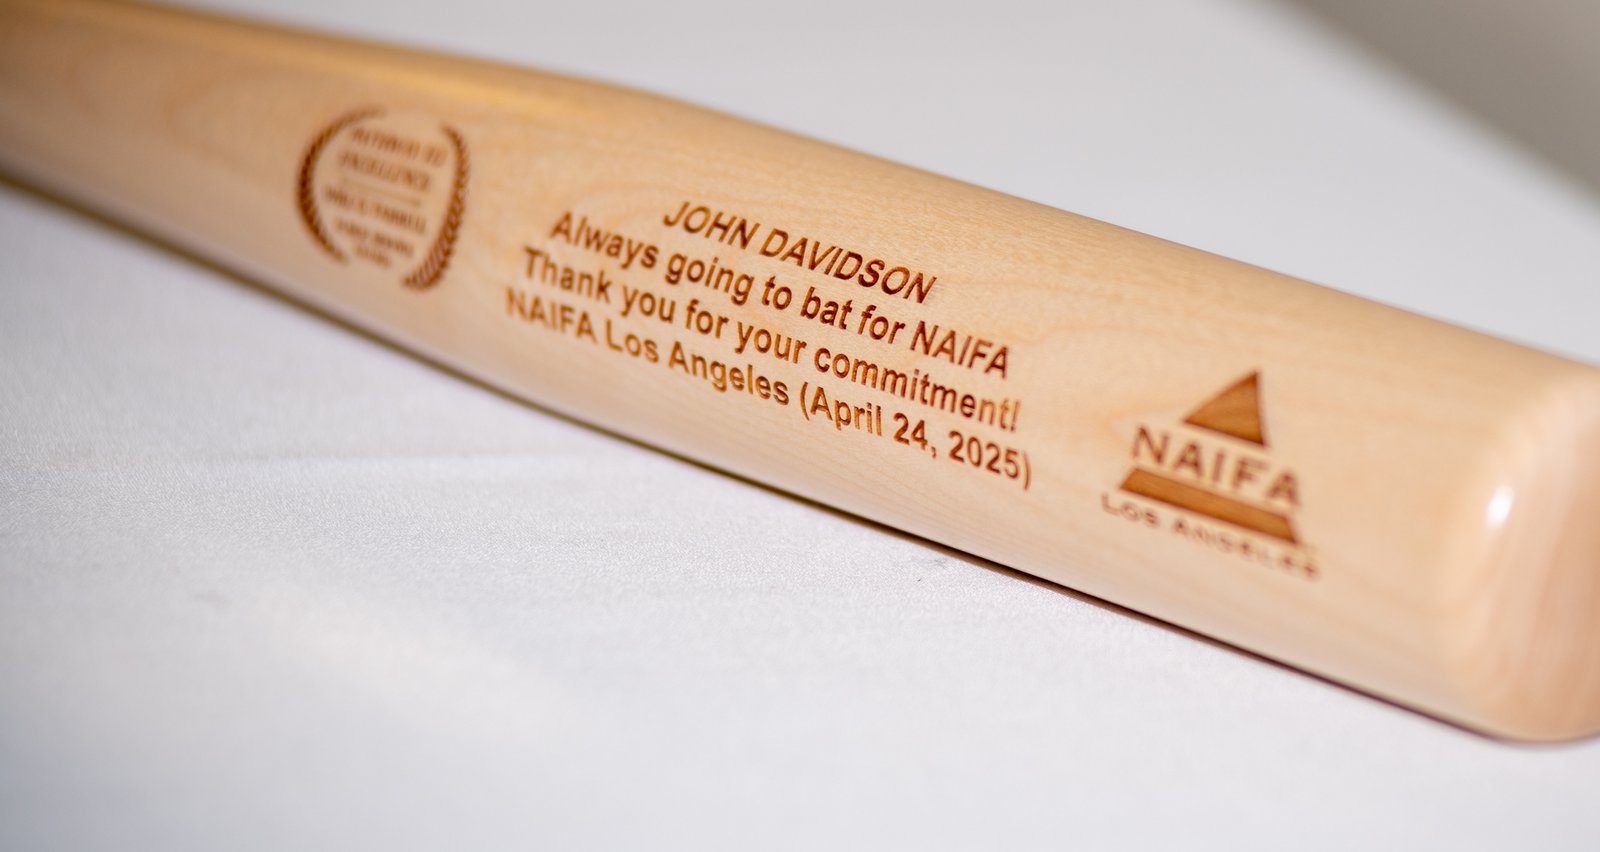 EXCELLENCE
JOHN DAVIDSON
Always going to bat for NAIFA
Thank you for your commitment!
NAIFA Los Angeles (April 24, 2025)
NAIFA
Los Angeles